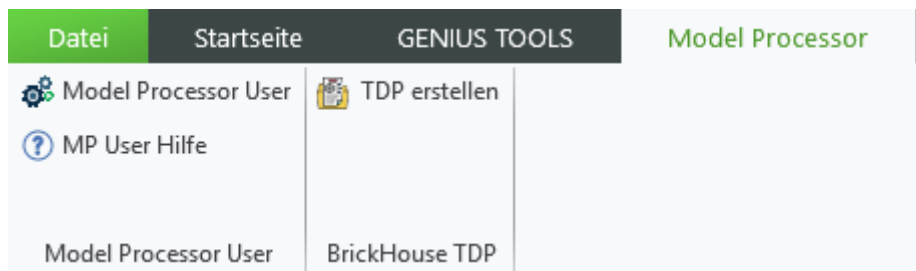 Datei Startseite GENIUS TOOLS Model Processor
Model Processor User TDP erstellen
MP User Hilfe
Model Processor User BrickHouse TDP